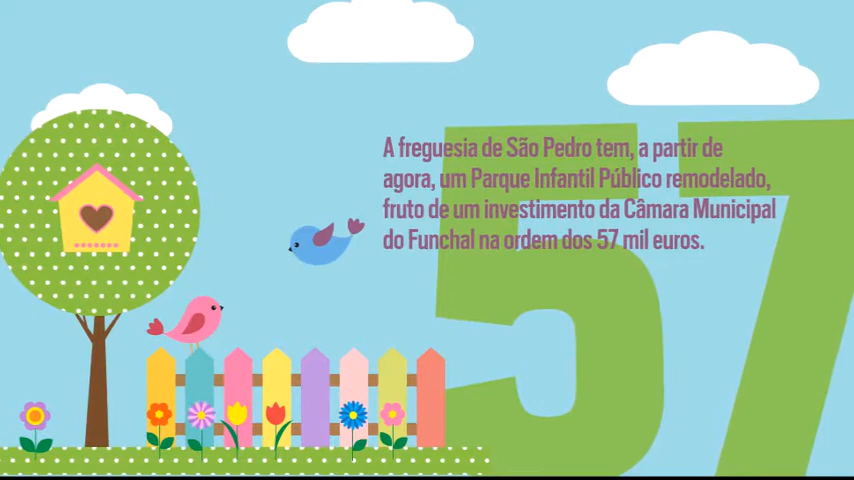 A freguesia de São Pedro tem, a partir de
agora, um Parque Infantil Público remodelado,
fruto de um investimento da Câmara Municipal
do Funchal na ordem dos 57 mil euros.
57